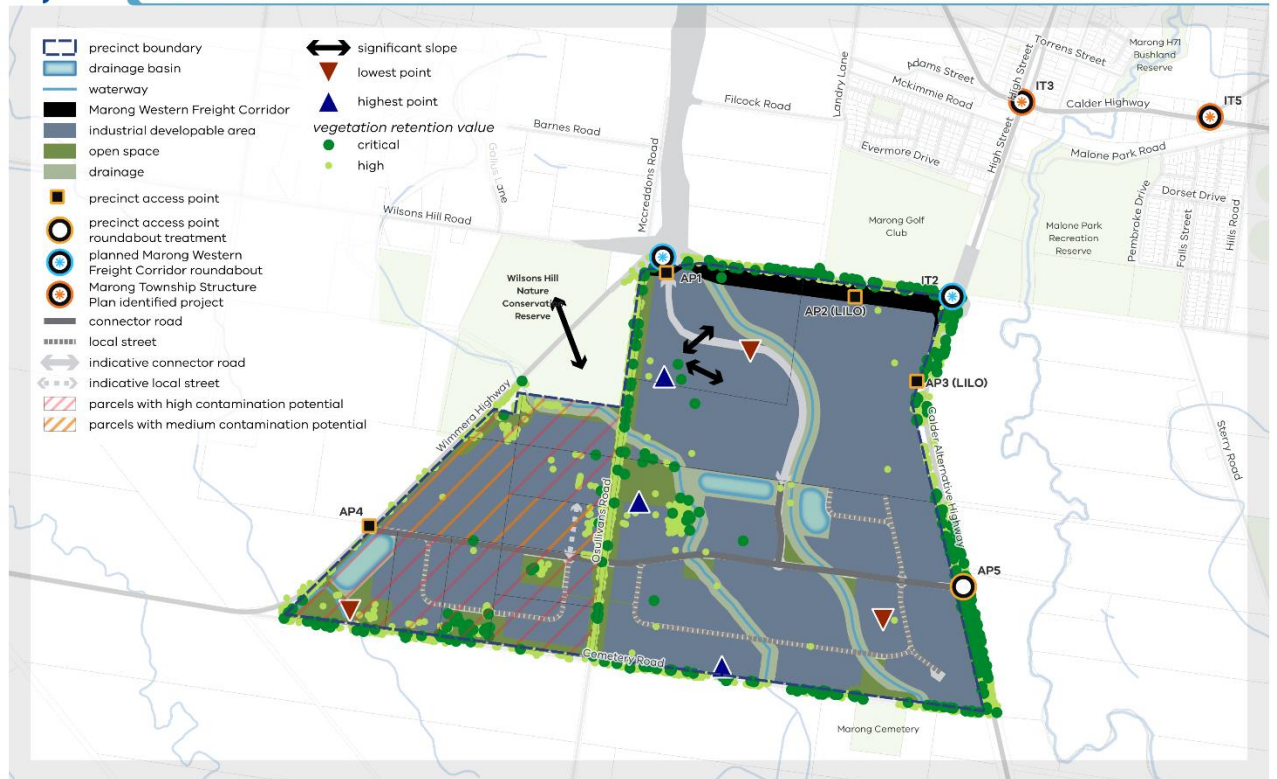 precinct boundary
drainage basin
waterway
Marong Western Freight Corridor
industrial developable area
open space
drainage
precinct access point
precinct access point
roundabout treatment
planned Marong Western
Freight Corridor roundabout
Marong Township Structure
Plan identified project
connector road
local street
indicative connector road
indicative local street
parcels with high contamination potential
parcels with medium contamination potential
significant slope
lowest point
highest point
vegetation retention value
critical
high
Barnes Road
Galius Lane
Wilsons Hill Road
Mccreddons Road
Filcock Road
Landry Lane
Adams Street
Mckimmie Road
Torrens Street
High Street
Marong H71
Bushland
Reserve
IT3
Calder Highway
IT5
Evermore Drive
High Street
Malone Park Road
Pembroke Drive
Dorset Drive
Falls Street
Hills Road
Marong Golf
Club
Malone Park
Recreation
Reserve
Wilsons Hill
Nature
Conservation
Reserve
AP1
IT2
AP2 (LILO)
AP3 (LILO)
Wimmera Highway
Calder Alternative Highway
Sterry Road
AP4
Osullivans Road
AP5
Cemetery Road
Marong Cemetery